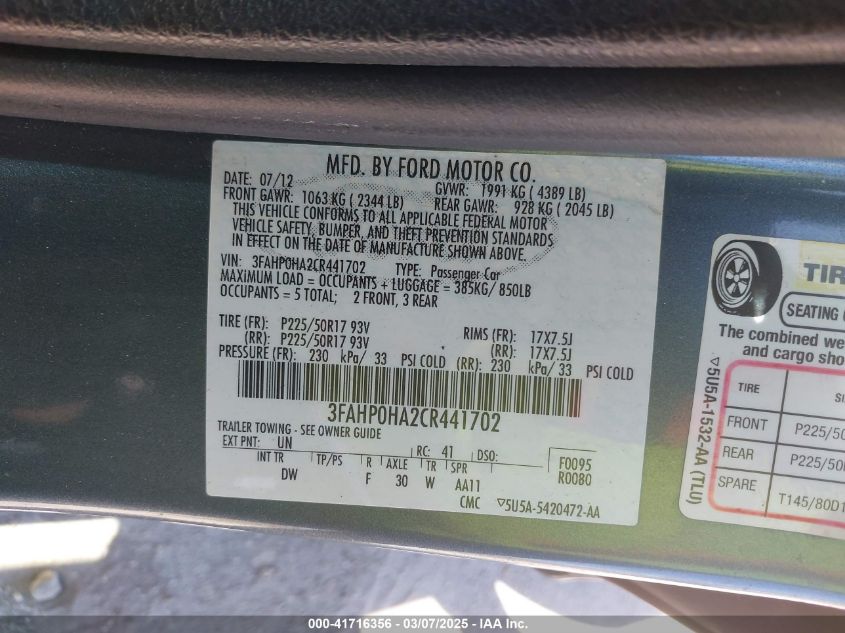 MFD. BY FORD MOTOR CO.
DATE: 07/12 GVWR: 1991 KG ( 4389 LB)
FRONT GAWR: 1063 KG ( 2344 LB) REAR GAWR: 928 KG ( 2045 LB)
THIS VEHICLE CONFORMS TO ALL APPLICABLE FEDERAL MOTOR
VEHICLE SAFETY, BUMPER, AND THEFT PREVENTION STANDARDS
IN EFFECT ON THE DATE OF MANUFACTURE SHOWN ABOVE.
VIN: 3FAHP0HA2CR441702 TYPE: Passenger Car
MAXIMUM LOAD = OCCUPANTS + LUGGAGE = 385KG/ 850LB
OCCUPANTS = 5 TOTAL; 2 FRONT, 3 REAR
TIRE (FR): P225/50R17 93V RIMS (FR): 17X7.5J
(RR): P225/50R17 93V (RR): 17X7.5J
PRESSURE (FR): 230 kPa/ 33 PSI COLD (RR): 230 kPa/ 33 PSI COLD
3FAHP0HA2CR441702
TRAILER TOWING - SEE OWNER GUIDE
EXT PNT: UN RC: 41 DSO: F0095
R0080
INT TR TP/PS R AXLE TR SPR
DW F 30 W AA11
CMC ▽5U5A-5420472-AA
▽5U5A-1532-AA (TLU)
TIR
SEATING
The combined we
and cargo sho
TIRE SI
FRONT P225/50
REAR P225/50
SPARE T145/80D1
000-41716356 - 03/07/2025 - IAA Inc.